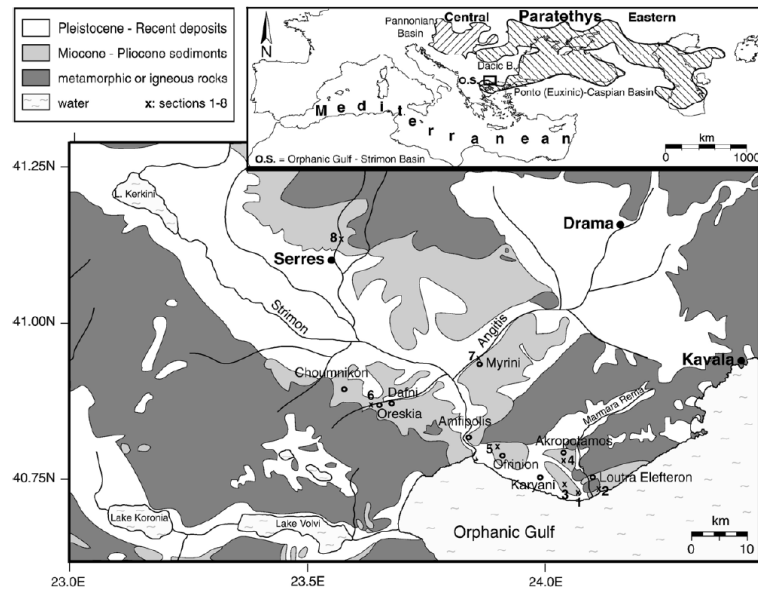 Pleistocene - Recent deposits
Miocono - Pliocono sediments
metamorphic or igneous rocks
water
x: sections 1-8
N
Pannonian
Basin
Central
Paratethys
Eastern
Dacic B.
O.S.
Ponto (Euxinic)-Caspian Basin
Mediterranean
O.S. = Orphanic Gulf - Strimon Basin
km
0
1000
41.25N
41.00N
40.75N
L. Kerkini
8
x
Serres
Drama
Strimon
Angitis
7
x
Myrini
Kavala
Choumnikon
6
x
Dafni
Oreskia
Marmara Rema
Amfipolis
5
x
Ofrinion
Akropotamos
x
4
Karyani
Loutra Elefteron
x
3
x
1
x
2
Lake Koronia
Lake Volvi
Orphanic Gulf
km
0
10
23.0E
23.5E
24.0E